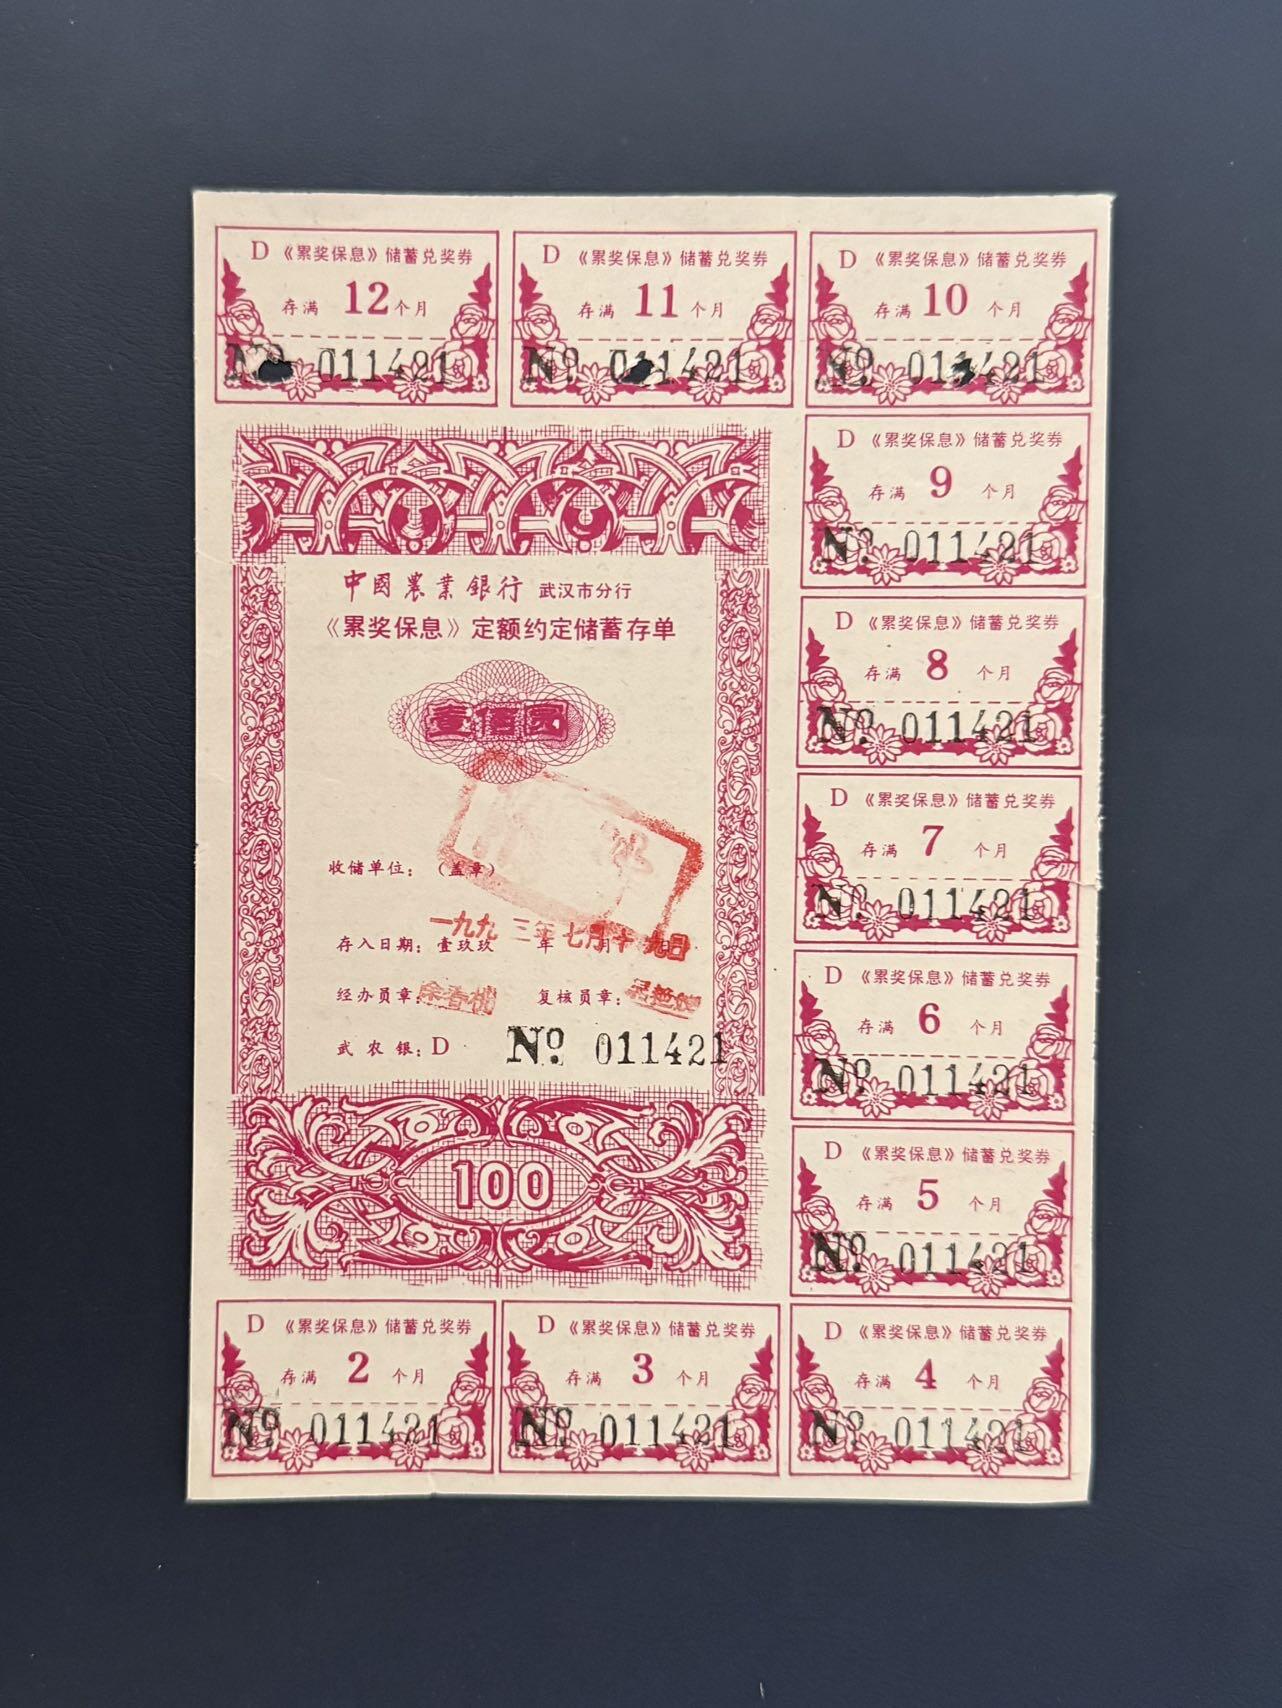 D 《累奖保息》储蓄兑奖券
存满 12 个月
No. 011421
D 《累奖保息》储蓄兑奖券
存满 11 个月
No. 011421
D 《累奖保息》储蓄兑奖券
存满 10 个月
No. 011421
D 《累奖保息》储蓄兑奖券
存满 9 个月
No. 011421
D 《累奖保息》储蓄兑奖券
存满 8 个月
No. 011421
D 《累奖保息》储蓄兑奖券
存满 7 个月
No. 011421
D 《累奖保息》储蓄兑奖券
存满 6 个月
No. 011421
D 《累奖保息》储蓄兑奖券
存满 5 个月
No. 011421
中国農業銀行 武汉市分行
《累奖保息》定额约定储蓄存单
壹佰圆
收储单位：（盖章）
一九九三年七月十九日
存入日期：壹玖玖 年 月 日
经办员章： 复核员章：
武农银：D No. 011421
100
D 《累奖保息》储蓄兑奖券
存满 2 个月
No. 011421
D 《累奖保息》储蓄兑奖券
存满 3 个月
No. 011421
D 《累奖保息》储蓄兑奖券
存满 4 个月
No. 011421